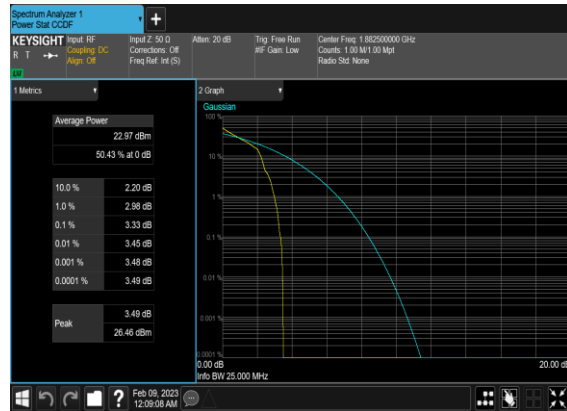 Spectrum Analyzer 1
Power Stat CCDF
+
KEYSIGHT
R T
Input: RF
Coupling: DC
Align: Off
Input Z: 50 Ω
Corrections: Off
Freq Ref: Int (S)
Atten: 20 dB
Trig: Free Run
#IF Gain: Low
Center Freq: 1.882500000 GHz
Counts: 1.00 M/1.00 Mpt
Radio Std: None
1 Metrics
Average Power
22.97 dBm
50.43 % at 0 dB
10.0 % 2.20 dB
1.0 % 2.98 dB
0.1 % 3.33 dB
0.01 % 3.45 dB
0.001 % 3.48 dB
0.0001 % 3.49 dB
Peak
3.49 dB
26.46 dBm
2 Graph
Gaussian
100 %
10 %
1 %
0.1 %
0.01 %
0.001 %
0.0001 %
0.00 dB
20.00 dB
Info BW 25.000 MHz
?
Feb 09, 2023
12:09:08 AM